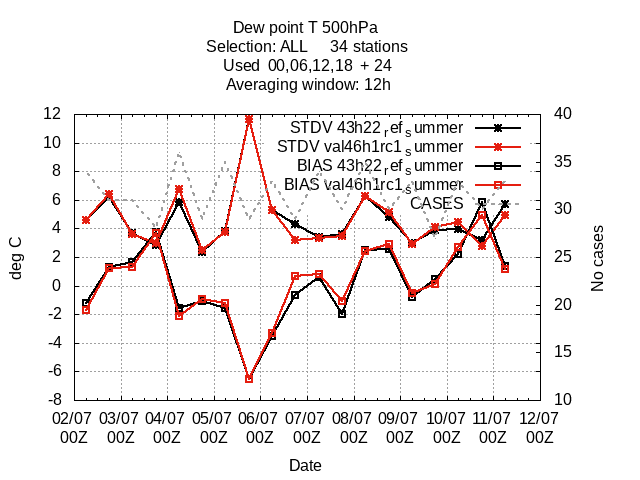 Dew point T 500hPa
Selection: ALL 34 stations
Used 00,06,12,18 + 24
Averaging window: 12h
STDV 43h22refsummer
STDV val46h1rc1summer
BIAS 43h22refsummer
BIAS val46h1rc1summer
CASES
deg C
12
10
8
6
4
2
0
-2
-4
-6
-8
No cases
40
35
30
25
20
15
10
02/07 03/07 04/07 05/07 06/07 07/07 08/07 09/07 10/07 11/07 12/07
00Z 00Z 00Z 00Z 00Z 00Z 00Z 00Z 00Z 00Z 00Z
Date